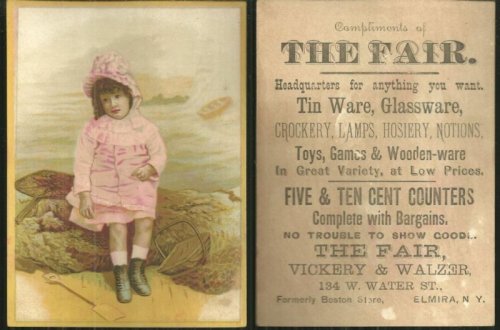 Compliments of
THE FAIR.
Headquarters for anything you want.
Tin Ware, Glassware,
CROCKERY, LAMPS, HOSIERY, NOTIONS,
Toys, Games & Wooden-ware
In Great Variety, at Low Prices.
FIVE & TEN CENT COUNTERS
Complete with Bargains.
NO TROUBLE TO SHOW GOODS.
THE FAIR,
VICKERY & WALZER,
134 W. WATER ST.,
Formerly Boston Store, ELMIRA, N. Y.